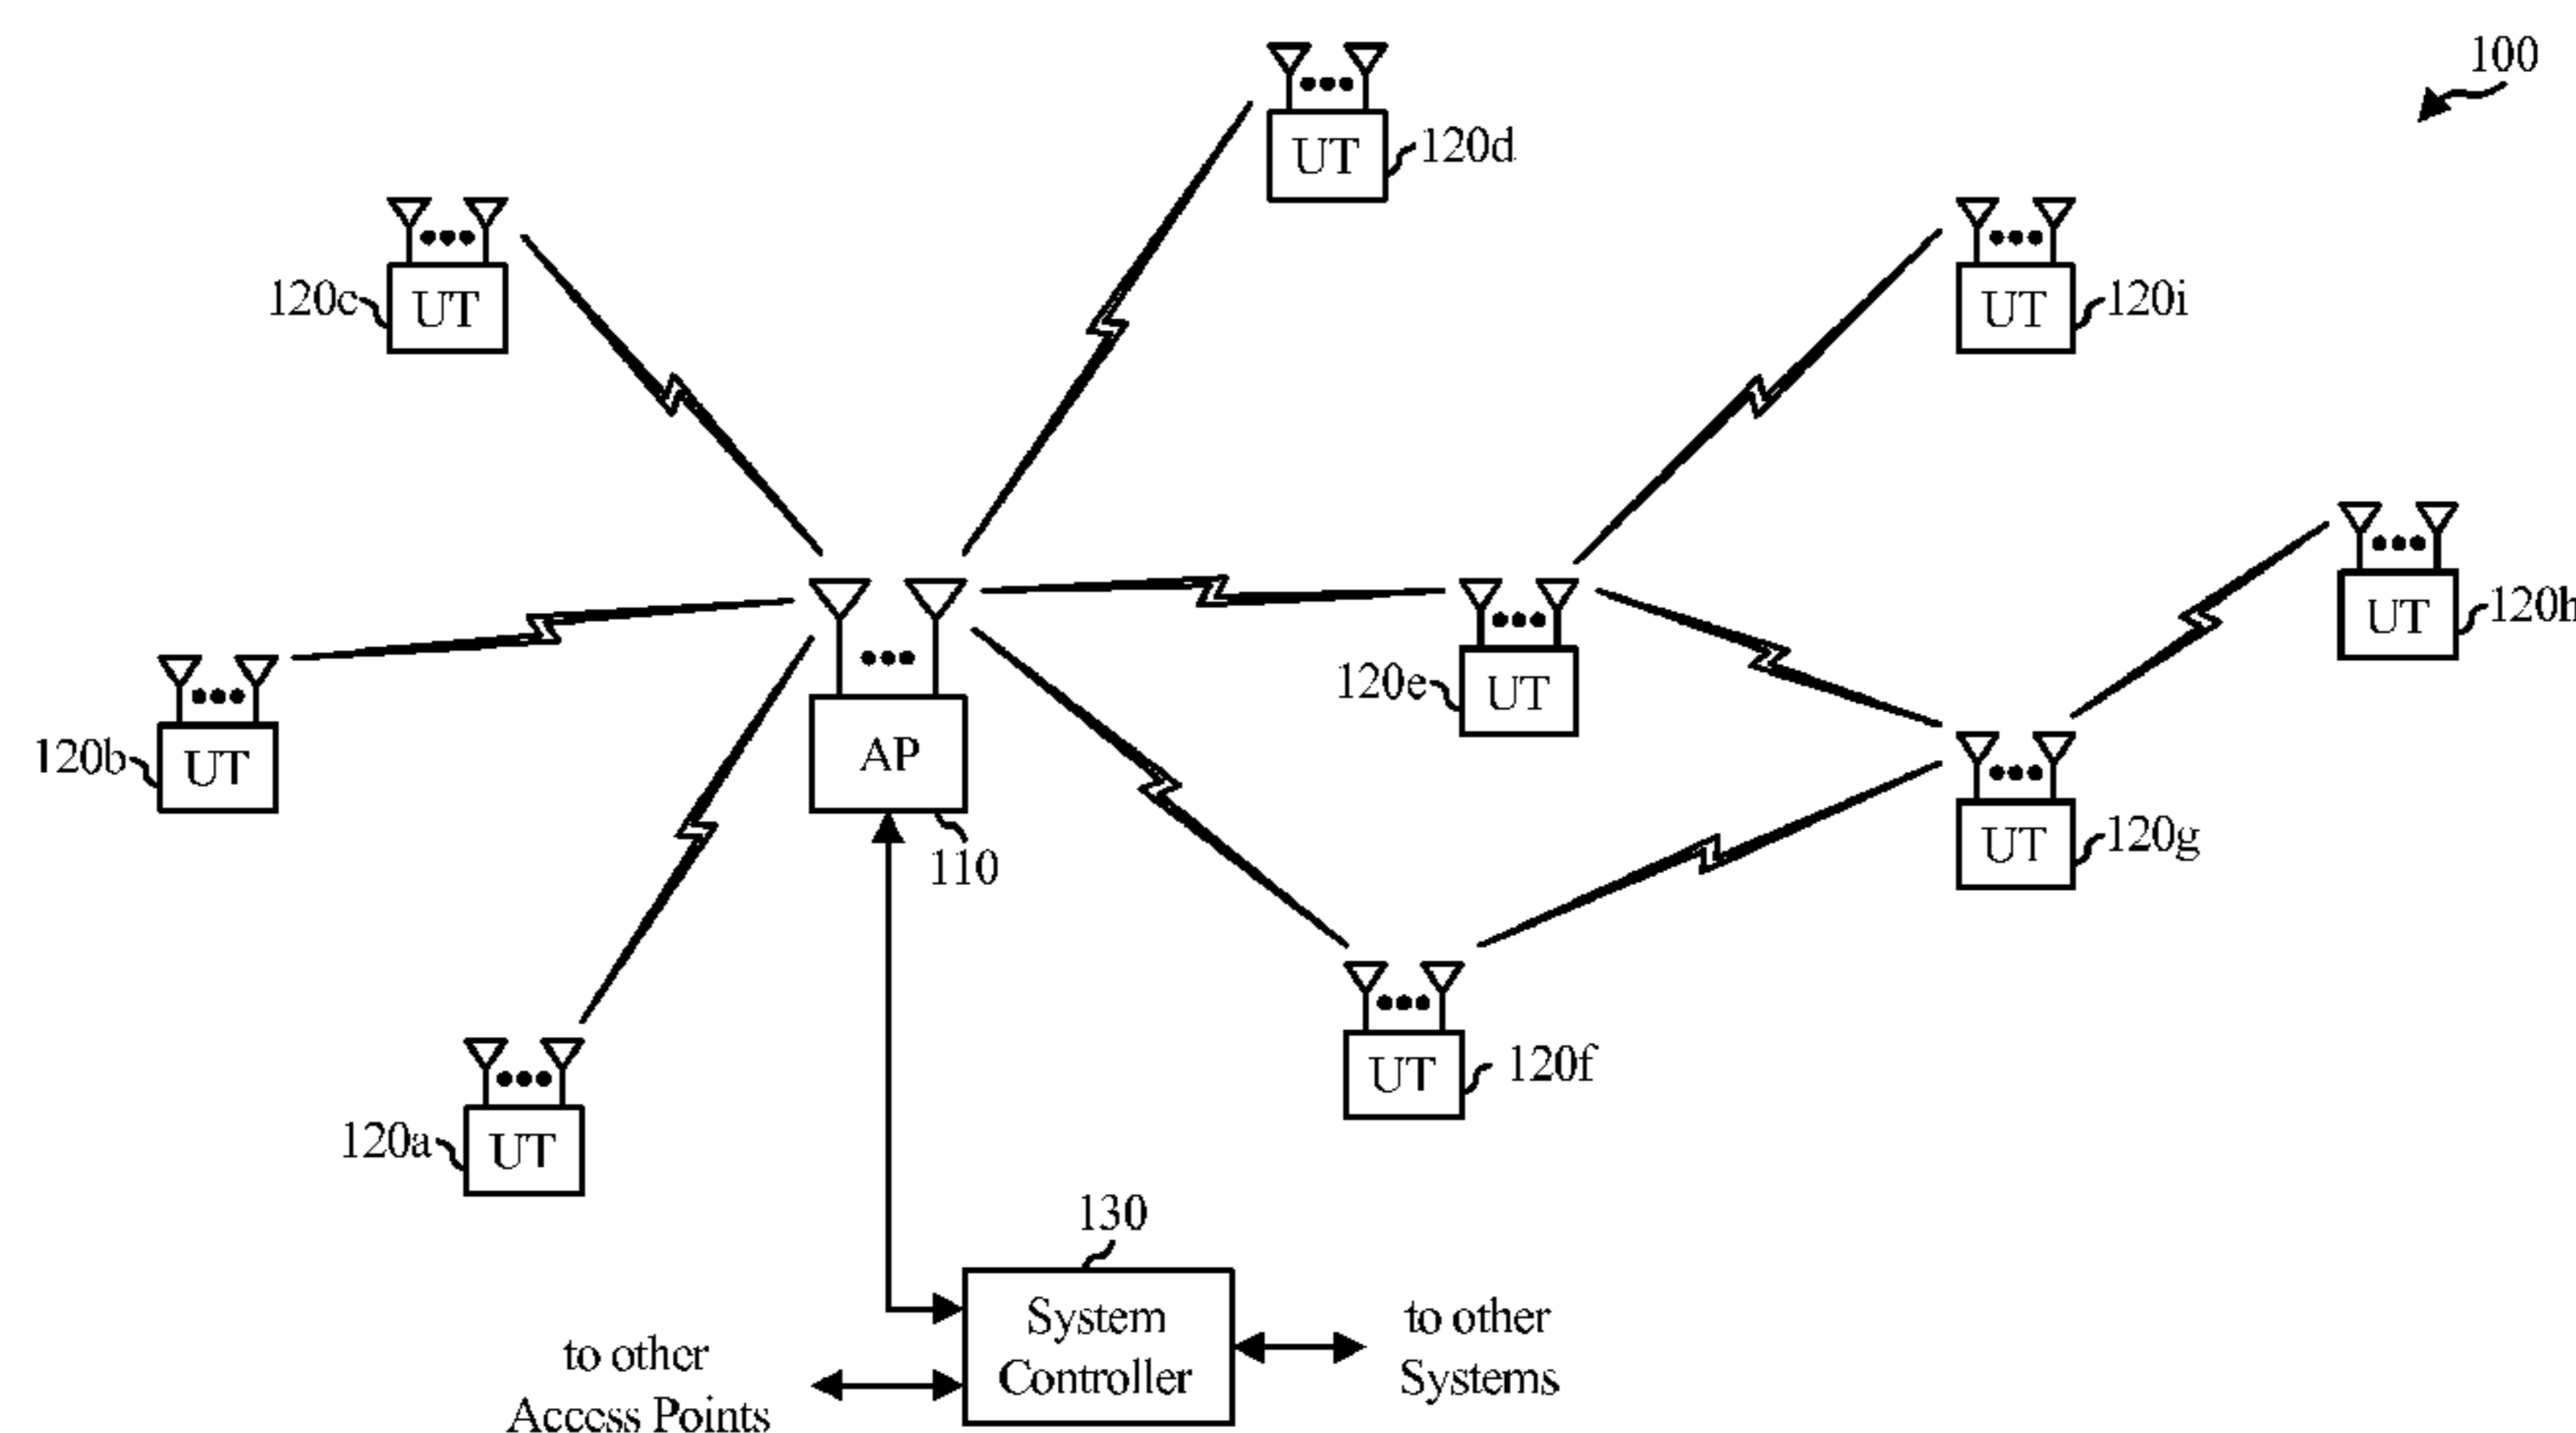 100
UT
120d
UT
120c
UT
120i
UT
120h
UT
120e
UT
120b
AP
110
UT
120g
UT
120f
UT
120a
130
System
Controller
to other
Access Points
to other
Systems